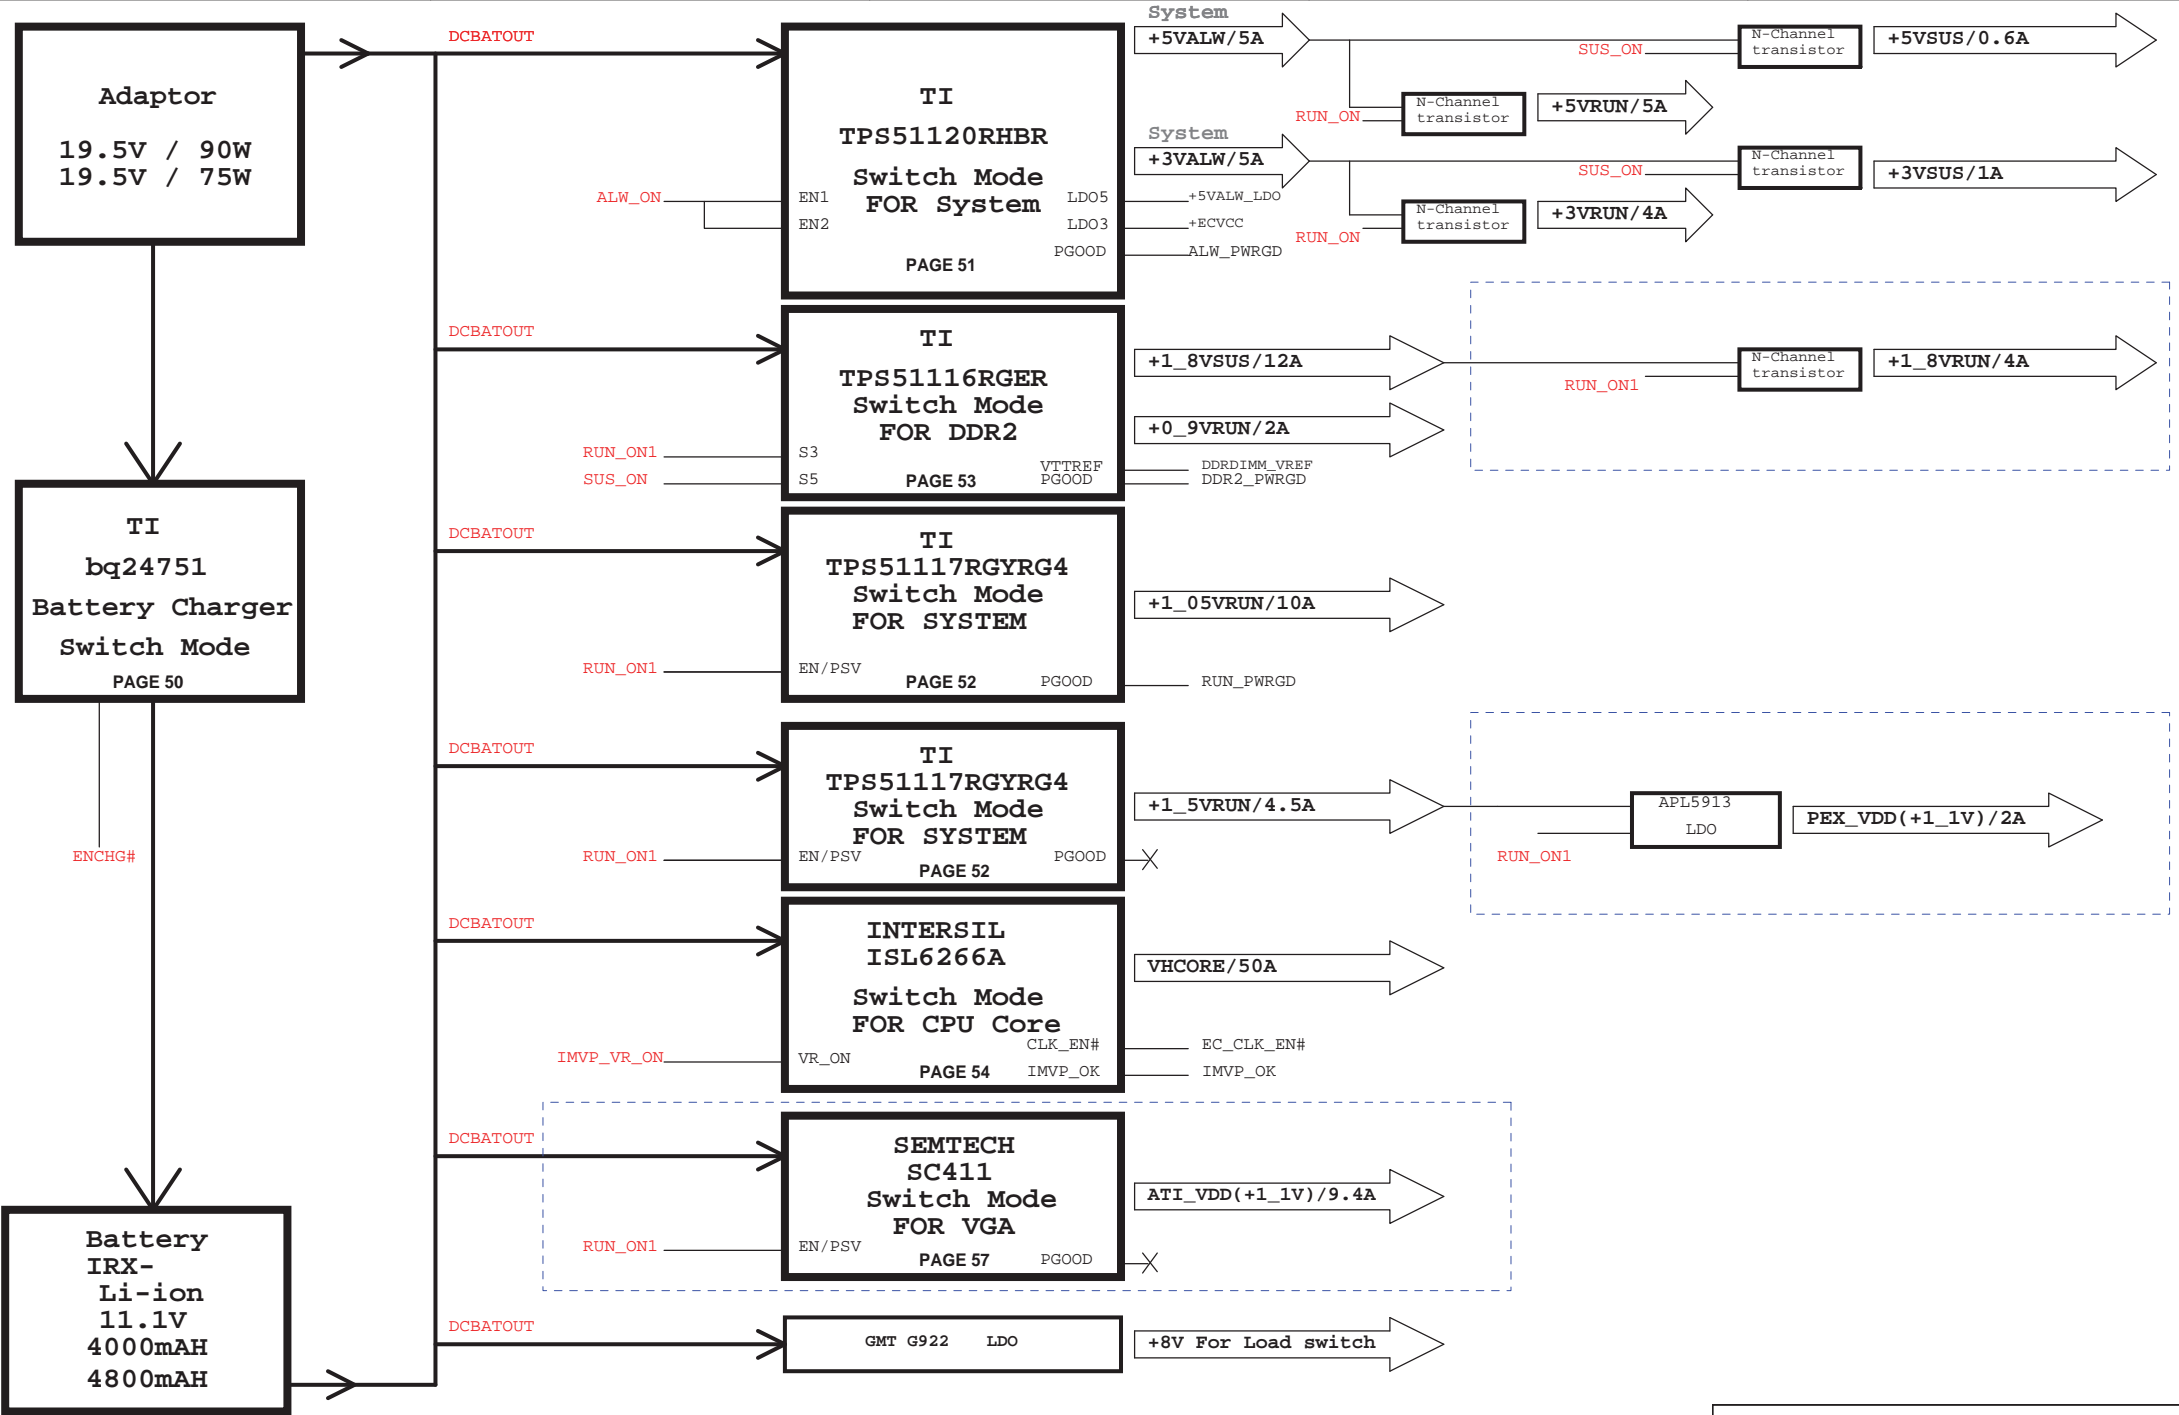 Adaptor
19.5V / 90W
19.5V / 75W
TI
bq24751
Battery Charger
Switch Mode
PAGE 50
ENCHG#
Battery
IRX-
Li-ion
11.1V
4000mAH
4800mAH
DCBATOUT
TI
TPS51120RHBR
Switch Mode
FOR System
ALW_ON
EN1
EN2
LDO5
LDO3
PGOOD
PAGE 51
System
+5VALW/5A
System
+3VALW/5A
+5VALW_LDO
+ECVCC
ALW_PWRGD
SUS_ON
N-Channel
transistor
+5VSUS/0.6A
RUN_ON
N-Channel
transistor
+5VRUN/5A
SUS_ON
N-Channel
transistor
+3VSUS/1A
RUN_ON
N-Channel
transistor
+3VRUN/4A
DCBATOUT
TI
TPS51116RGER
Switch Mode
FOR DDR2
RUN_ON1
S3
SUS_ON
S5
PAGE 53
VTTREF
PGOOD
DDRDIMM_VREF
DDR2_PWRGD
+1_8VSUS/12A
+0_9VRUN/2A
RUN_ON1
N-Channel
transistor
+1_8VRUN/4A
DCBATOUT
TI
TPS51117RGYRG4
Switch Mode
FOR SYSTEM
RUN_ON1
EN/PSV
PAGE 52
PGOOD
RUN_PWRGD
+1_05VRUN/10A
DCBATOUT
TI
TPS51117RGYRG4
Switch Mode
FOR SYSTEM
RUN_ON1
EN/PSV
PAGE 52
PGOOD
+1_5VRUN/4.5A
RUN_ON1
APL5913
LDO
PEX_VDD(+1_1V)/2A
DCBATOUT
INTERSIL
ISL6266A
Switch Mode
FOR CPU Core
IMVP_VR_ON
VR_ON
PAGE 54
CLK_EN#
IMVP_OK
EC_CLK_EN#
IMVP_OK
VHCORE/50A
DCBATOUT
SEMTECH
SC411
Switch Mode
FOR VGA
RUN_ON1
EN/PSV
PAGE 57
PGOOD
ATI_VDD(+1_1V)/9.4A
DCBATOUT
GMT G922 LDO
+8V For Load switch